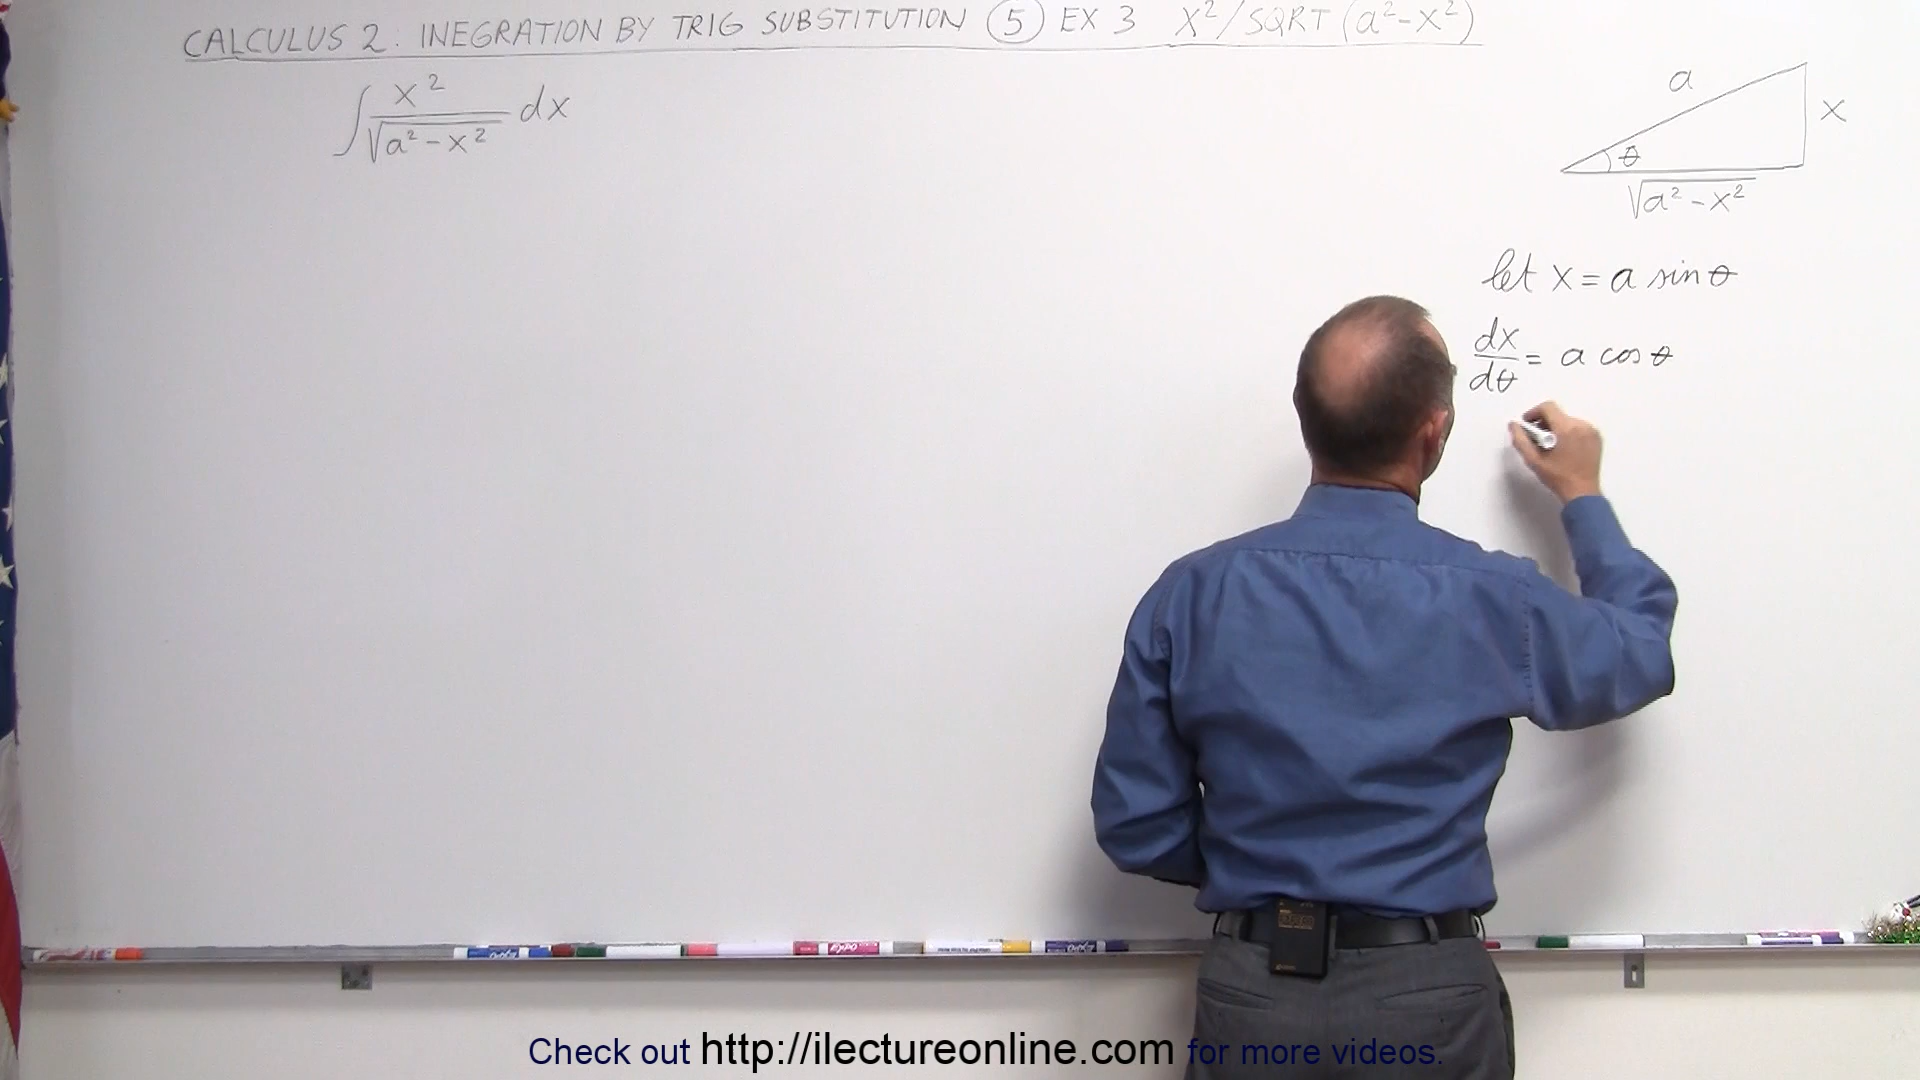 CALCULUS 2: INEGRATION BY TRIG SUBSTITUTION ⑤ EX 3 X²/SQRT (a²-X²)
∫ x²/√(a²-x²) dx
a
x
θ
√(a²-x²)
let x = a sin θ
dx/dθ = a cos θ
EXPO
Check out http://ilectureonline.com for more videos.